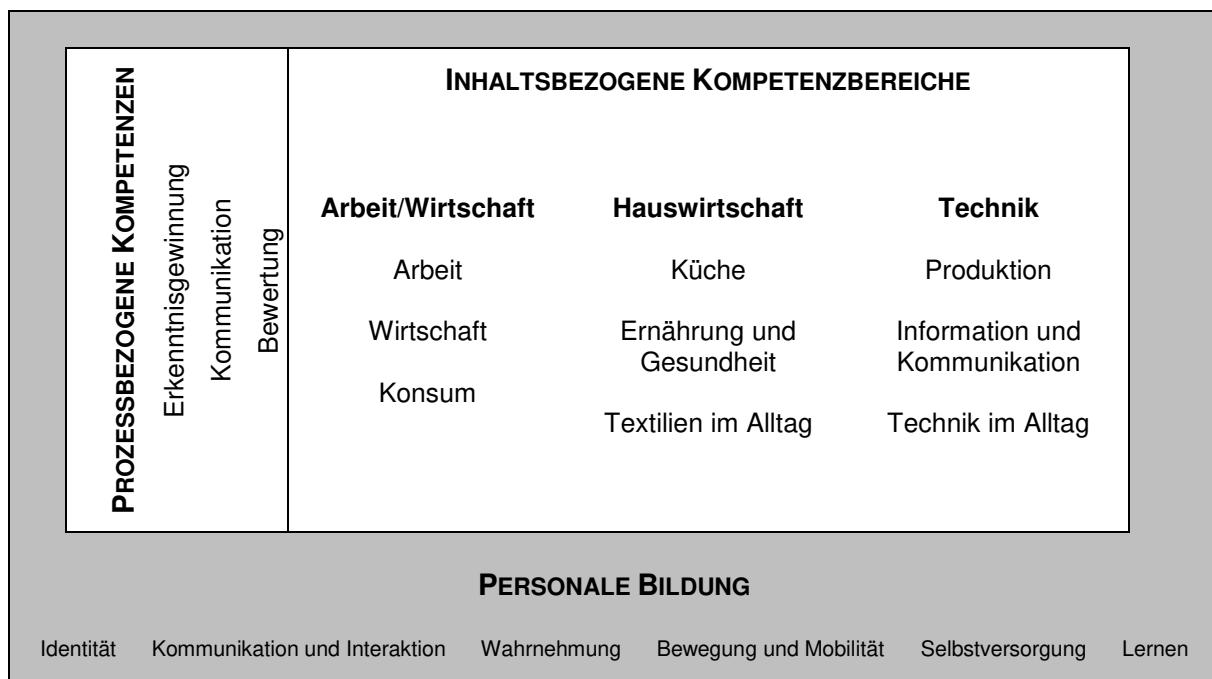 PROZESSBEZOGENE KOMPETENZEN
Erkenntnisgewinnung
Kommunikation
Bewertung
INHALTSBEZOGENE KOMPETENZBEREICHE
Arbeit/Wirtschaft
Arbeit
Wirtschaft
Konsum
Hauswirtschaft
Küche
Ernährung und
Gesundheit
Textilien im Alltag
Technik
Produktion
Information und
Kommunikation
Technik im Alltag
PERSONALE BILDUNG
Identität Kommunikation und Interaktion Wahrnehmung Bewegung und Mobilität Selbstversorgung Lernen